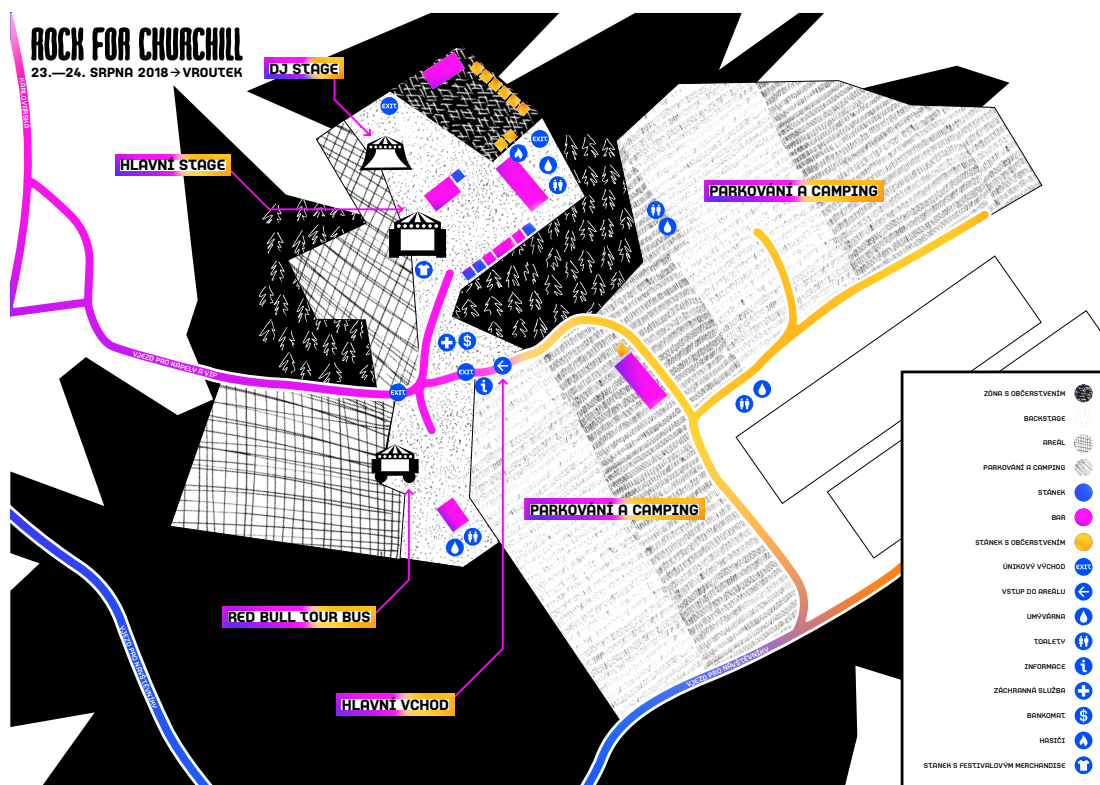 ROCK FOR CHURCHILL
23.—24. SRPNA 2018→VROUTEK
KARLOVARSKÁ
DJ STAGE
EXIT
EXIT
HLAVNÍ STAGE
PARKOVÁNÍ A CAMPING
$
EXIT
EXIT
i
VJEZD PRO KAPELY A VIP
PARKOVÁNÍ A CAMPING
RED BULL TOUR BUS
HLAVNÍ VCHOD
VJEZD PRO NÁVŠTĚVNÍKY
VJEZD PRO NÁVŠTĚVNÍKY
ZÓNA S OBČERSTVENÍM
BACKSTAGE
AREÁL
PARKOVÁNÍ A CAMPING
STÁNEK
BAR
STÁNEK S OBČERSTVENÍM
ÚNIKOVÝ VÝCHOD EXIT
VSTUP DO AREÁLU
UMÝVÁRNA
TOALETY
INFORMACE i
ZÁCHRANNÁ SLUŽBA
BANKOMAT $
HASIČI
STANEK S FESTIVALOVÝM MERCHANDISE